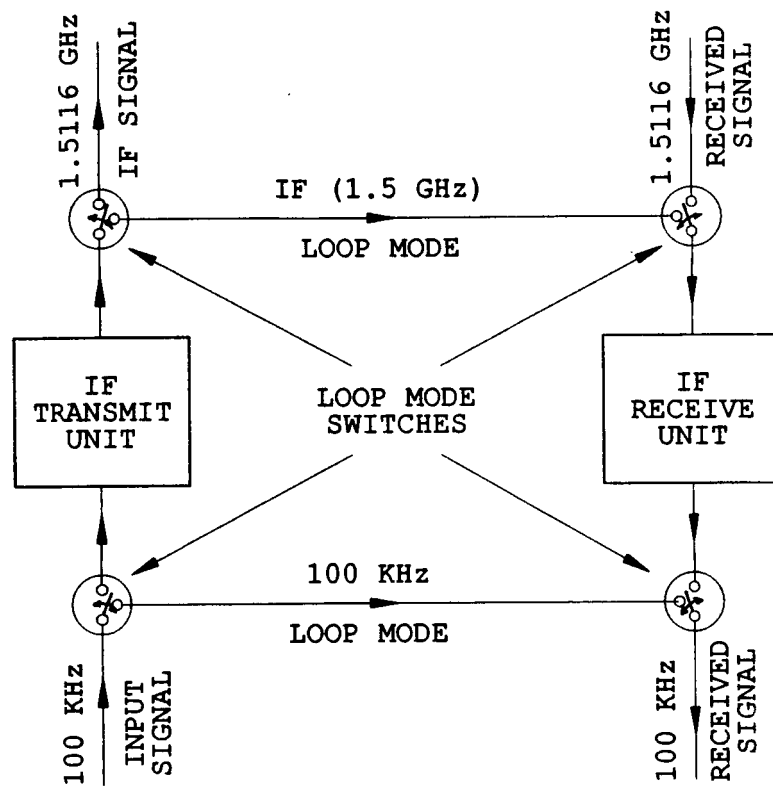 1.5116 GHz
IF SIGNAL
1.5116 GHz
RECEIVED
SIGNAL
IF (1.5 GHz)
LOOP MODE
IF
TRANSMIT
UNIT
LOOP MODE
SWITCHES
IF
RECEIVE
UNIT
100 KHz
LOOP MODE
100 KHz
INPUT
SIGNAL
100 KHz
RECEIVED
SIGNAL